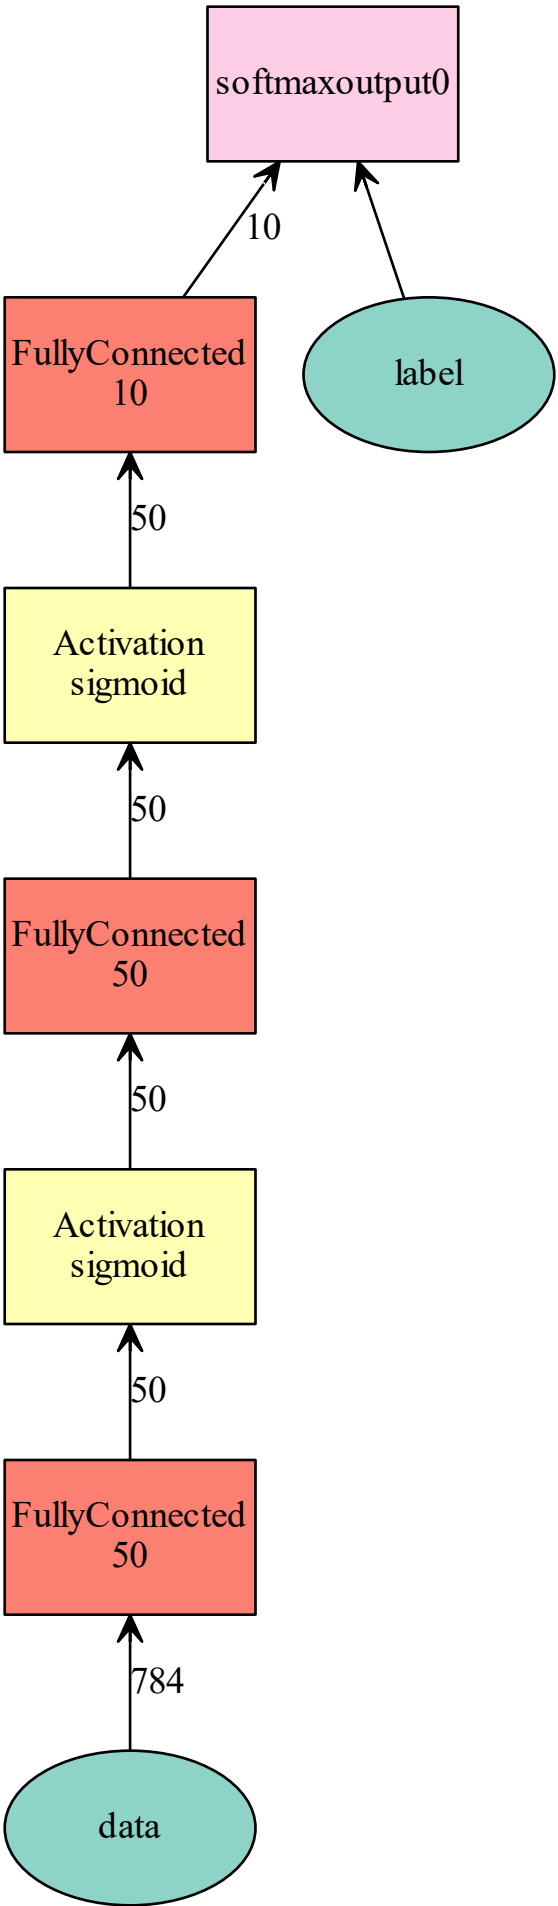 softmaxoutput0
10
FullyConnected
10
label
50
Activation
sigmoid
50
FullyConnected
50
50
Activation
sigmoid
50
FullyConnected
50
784
data